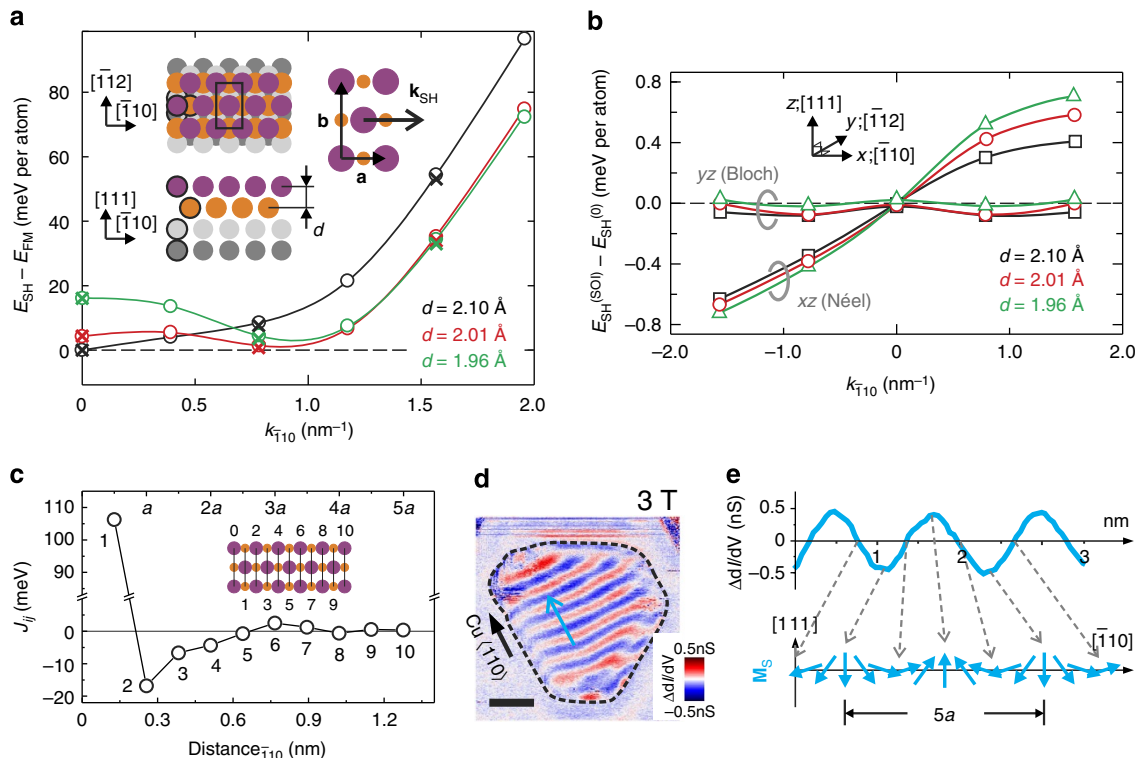 a
E_SH − E_FM (meV per atom)
80
60
40
20
0
[1̄12]
[1̄10]
k_SH
b
a
[111]
[1̄10]
d
d = 2.10 Å
d = 2.01 Å
d = 1.96 Å
0 0.5 1.0 1.5 2.0
k_1̄10 (nm⁻¹)
b
E_SH^(SOI) − E_SH^(0) (meV per atom)
0.8
0.4
0.0
−0.4
−0.8
z;[111]
y;[1̄12]
x;[1̄10]
yz (Bloch)
xz (Néel)
d = 2.10 Å
d = 2.01 Å
d = 1.96 Å
−2.0 −1.0 0 1.0 2.0
k_1̄10 (nm⁻¹)
c
J_ij (meV)
110
100
90
10
0
−10
−20
a 2a 3a 4a 5a
0 2 4 6 8 10
1 3 5 7 9
1
2
3
4
5
6
7
8
9
10
0 0.3 0.6 0.9 1.2
Distance_1̄10 (nm)
d
3 T
Cu ⟨110⟩
0.5nS
Δd//dV
−0.5nS
e
Δd//dV (nS)
0.5
0
−0.5
nm
1 2 3
[111]
[1̄10]
M_S
5a